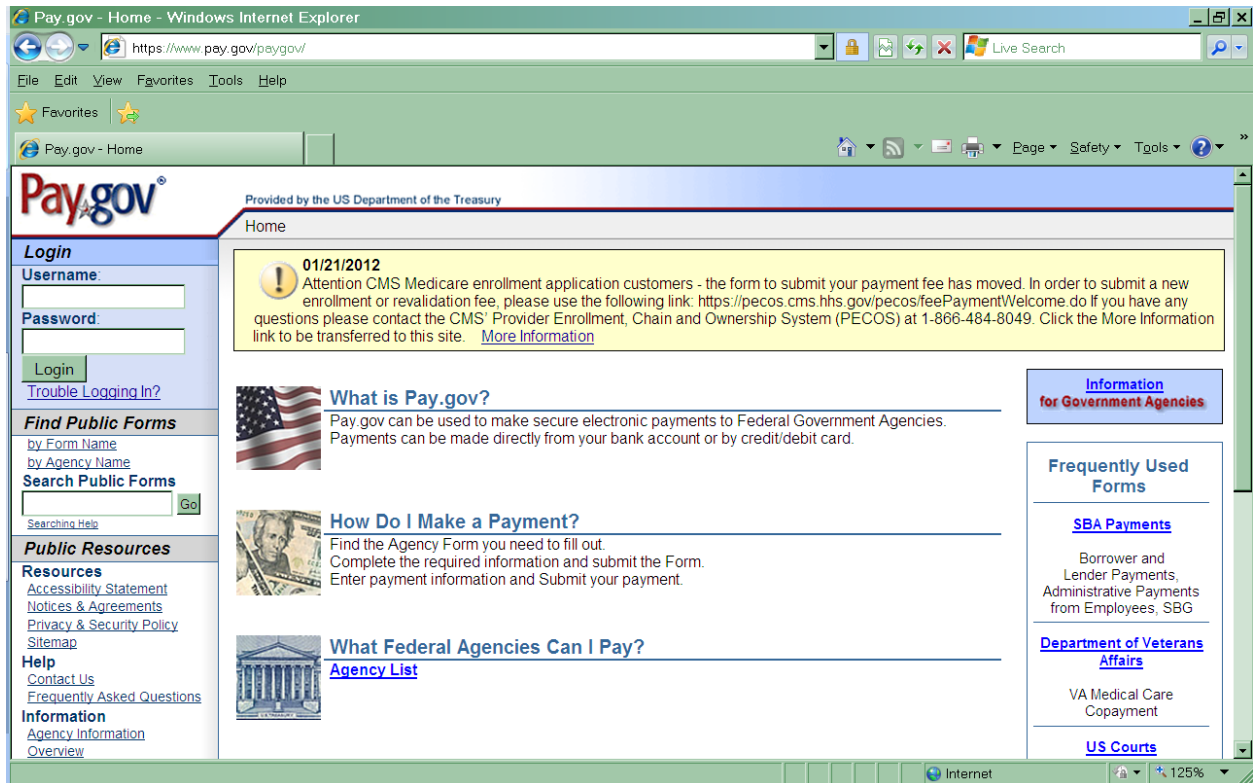 Pay.gov - Home - Windows Internet Explorer
https://www.pay.gov/paygov/
Live Search
File Edit View Favorites Tools Help
Favorites
Pay.gov - Home
Page Safety Tools
Pay.gov®
Provided by the US Department of the Treasury
Home
Login
Username:
Password:
Login
Trouble Logging In?
Find Public Forms
by Form Name
by Agency Name
Search Public Forms
Go
Searching Help
Public Resources
Resources
Accessibility Statement
Notices & Agreements
Privacy & Security Policy
Sitemap
Help
Contact Us
Frequently Asked Questions
Information
Agency Information
Overview
01/21/2012
Attention CMS Medicare enrollment application customers - the form to submit your payment fee has moved. In order to submit a new
enrollment or revalidation fee, please use the following link: https://pecos.cms.hhs.gov/pecos/feePaymentWelcome.do If you have any
questions please contact the CMS' Provider Enrollment, Chain and Ownership System (PECOS) at 1-866-484-8049. Click the More Information
link to be transferred to this site. More Information
What is Pay.gov?
Pay.gov can be used to make secure electronic payments to Federal Government Agencies.
Payments can be made directly from your bank account or by credit/debit card.
How Do I Make a Payment?
Find the Agency Form you need to fill out.
Complete the required information and submit the Form.
Enter payment information and Submit your payment.
What Federal Agencies Can I Pay?
Agency List
Information
for Government Agencies
Frequently Used
Forms
SBA Payments
Borrower and
Lender Payments,
Administrative Payments
from Employees, SBG
Department of Veterans
Affairs
VA Medical Care
Copayment
US Courts
Internet
125%